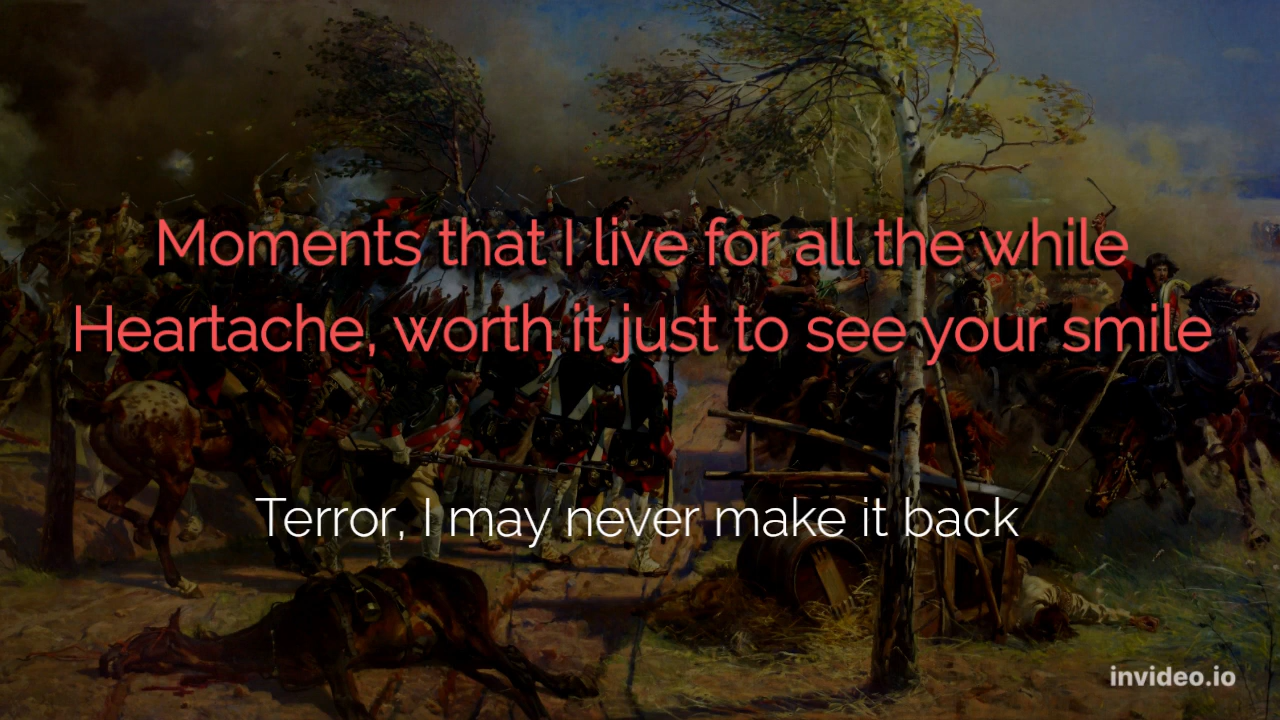 Moments that I live for all the while
Heartache, worth it just to see your smile
Terror, I may never make it back
invideo.io